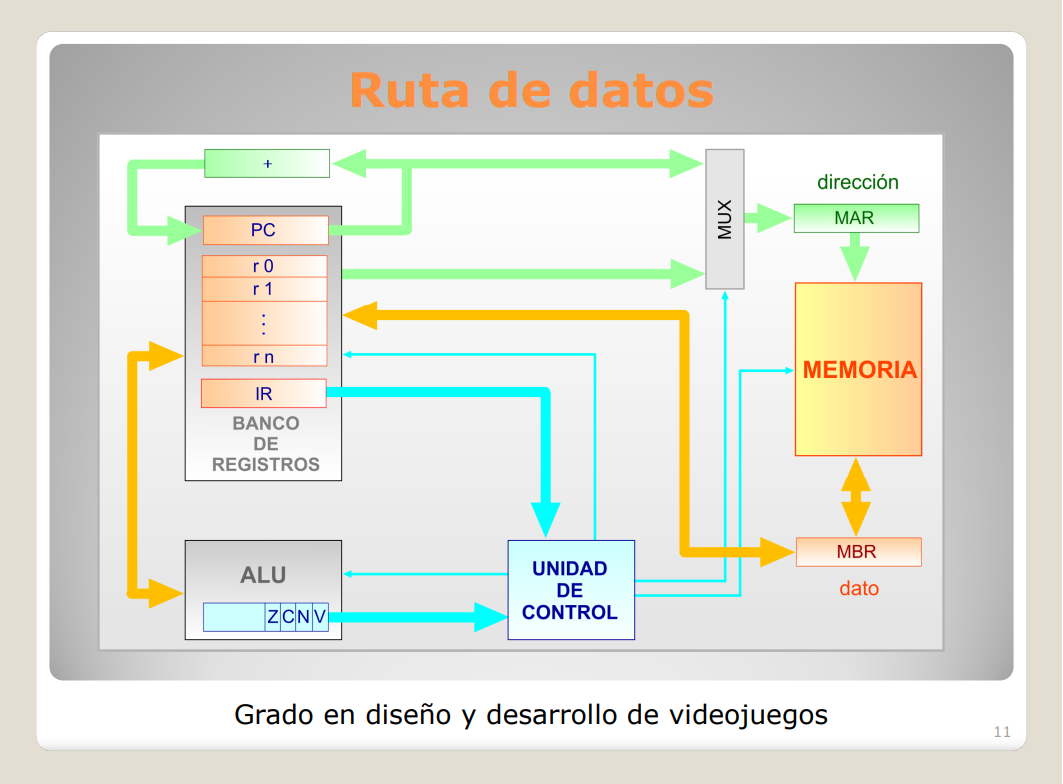 Ruta de datos
+
PC
r 0
r 1
⋮
r n
IR
BANCO
DE
REGISTROS
ALU
Z C N V
UNIDAD
DE
CONTROL
MUX
dirección
MAR
MEMORIA
MBR
dato
Grado en diseño y desarrollo de videojuegos
11